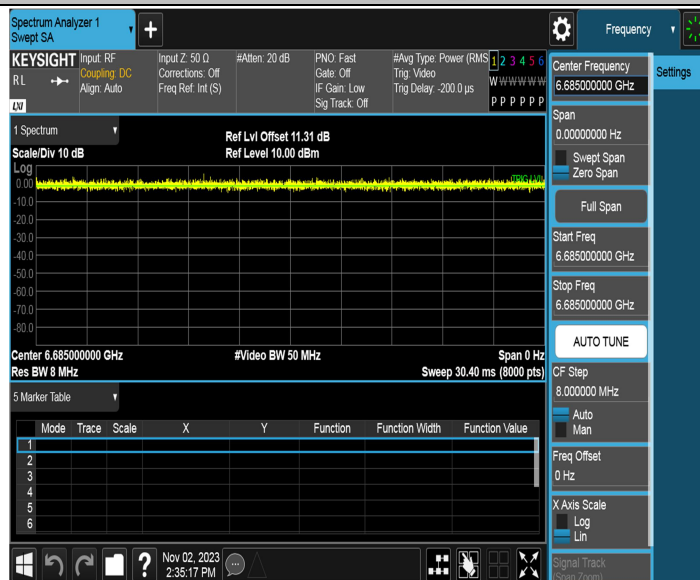 Spectrum Analyzer 1
Swept SA
+
Frequency
KEYSIGHT
RL
LXI
Input: RF
Coupling: DC
Align: Auto
Input Z: 50 Ω
Corrections: Off
Freq Ref: Int (S)
#Atten: 20 dB
PNO: Fast
Gate: Off
IF Gain: Low
Sig Track: Off
#Avg Type: Power (RMS
Trig: Video
Trig Delay: -200.0 µs
1 2 3 4 5 6
W W W W W W
P P P P P P
1 Spectrum
Scale/Div 10 dB
Ref Lvl Offset 11.31 dB
Ref Level 10.00 dBm
Log
0.00
-10.0
-20.0
-30.0
-40.0
-50.0
-60.0
-70.0
-80.0
TRIG LVL
Center 6.685000000 GHz
#Video BW 50 MHz
Span 0 Hz
Res BW 8 MHz
Sweep 30.40 ms (8000 pts)
5 Marker Table
Mode Trace Scale X Y Function Function Width Function Value
1
2
3
4
5
6
?
Nov 02, 2023
2:35:17 PM
Center Frequency
6.685000000 GHz
Settings
Span
0.00000000 Hz
Swept Span
Zero Span
Full Span
Start Freq
6.685000000 GHz
Stop Freq
6.685000000 GHz
AUTO TUNE
CF Step
8.000000 MHz
Auto
Man
Freq Offset
0 Hz
X Axis Scale
Log
Lin
Signal Track
(Span Zoom)